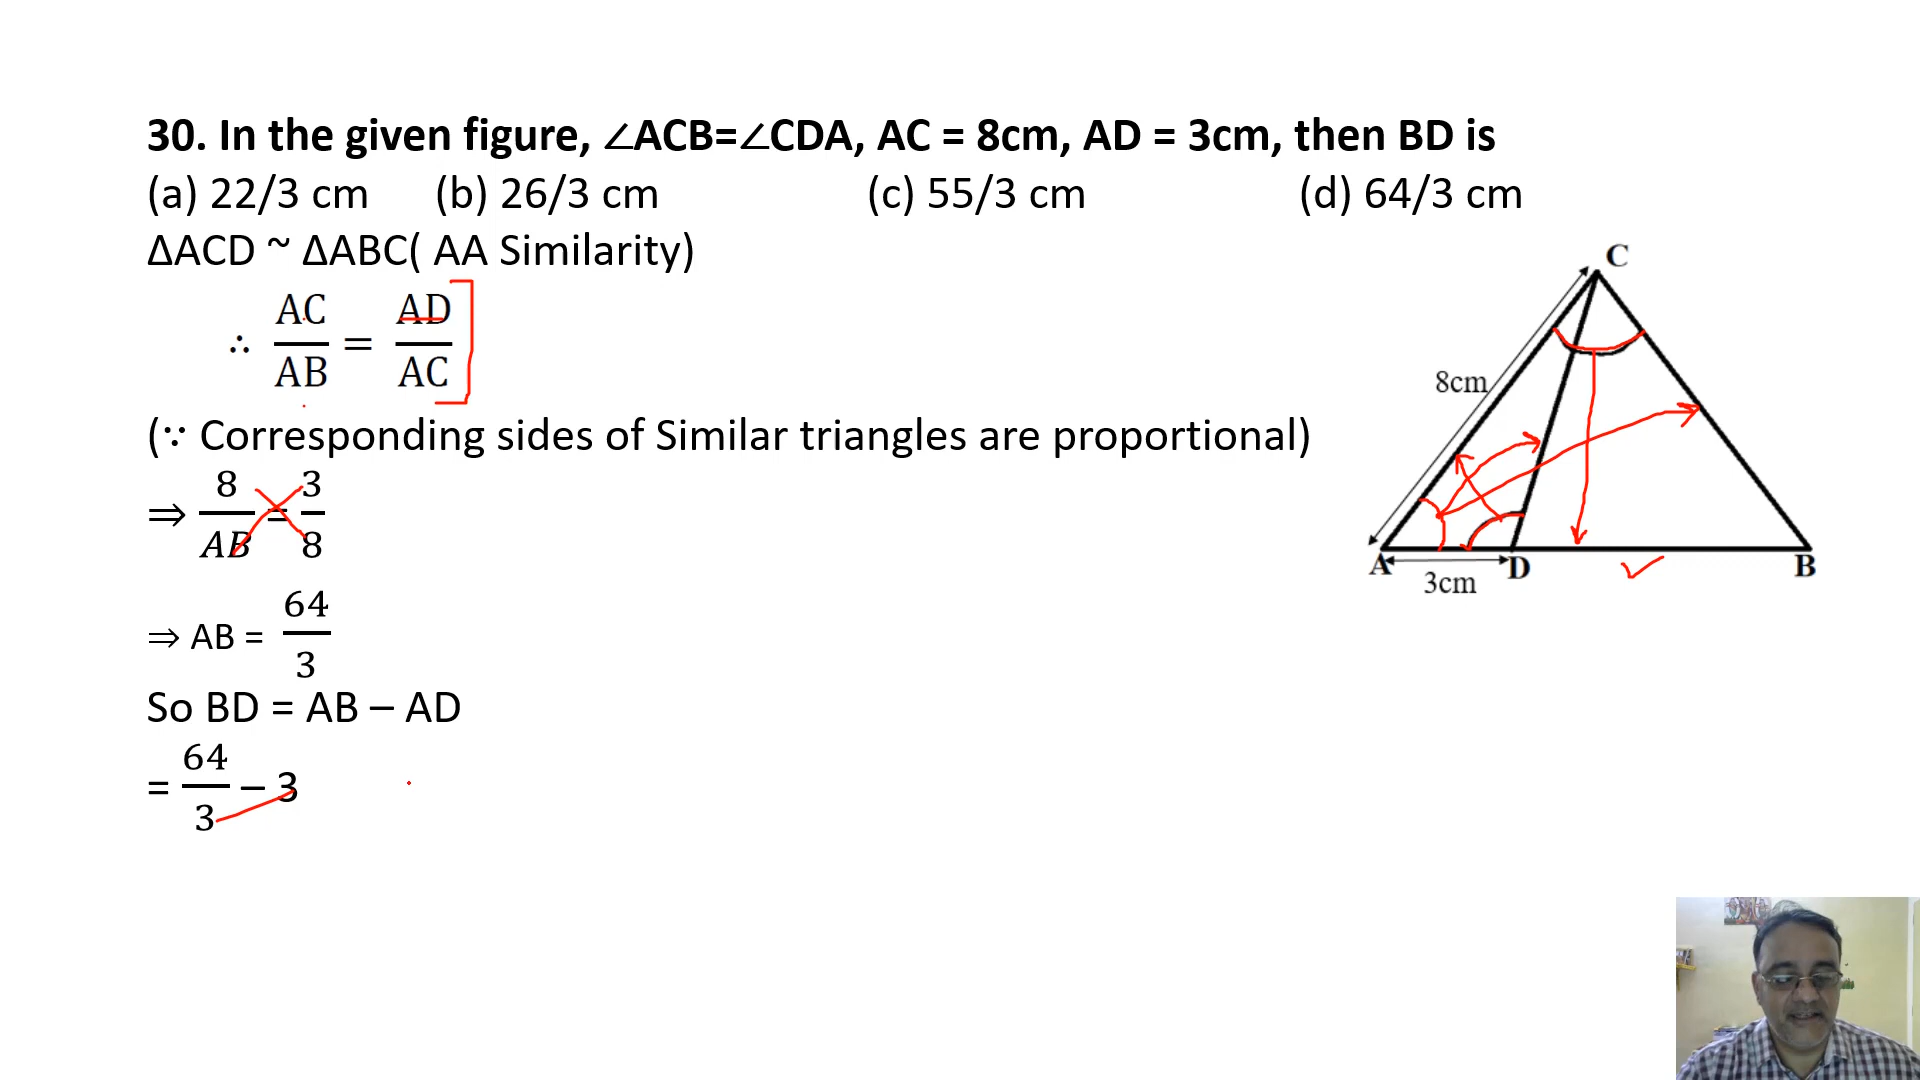 30. In the given figure, ∠ACB=∠CDA, AC = 8cm, AD = 3cm, then BD is
(a) 22/3 cm (b) 26/3 cm (c) 55/3 cm (d) 64/3 cm
ΔACD ~ ΔABC( AA Similarity)
∴ AC/AB = AD/AC
(∵ Corresponding sides of Similar triangles are proportional)
⇒ 8/AB = 3/8
⇒ AB = 64/3
So BD = AB – AD
= 64/3 – 3
C
8cm
A D B
3cm